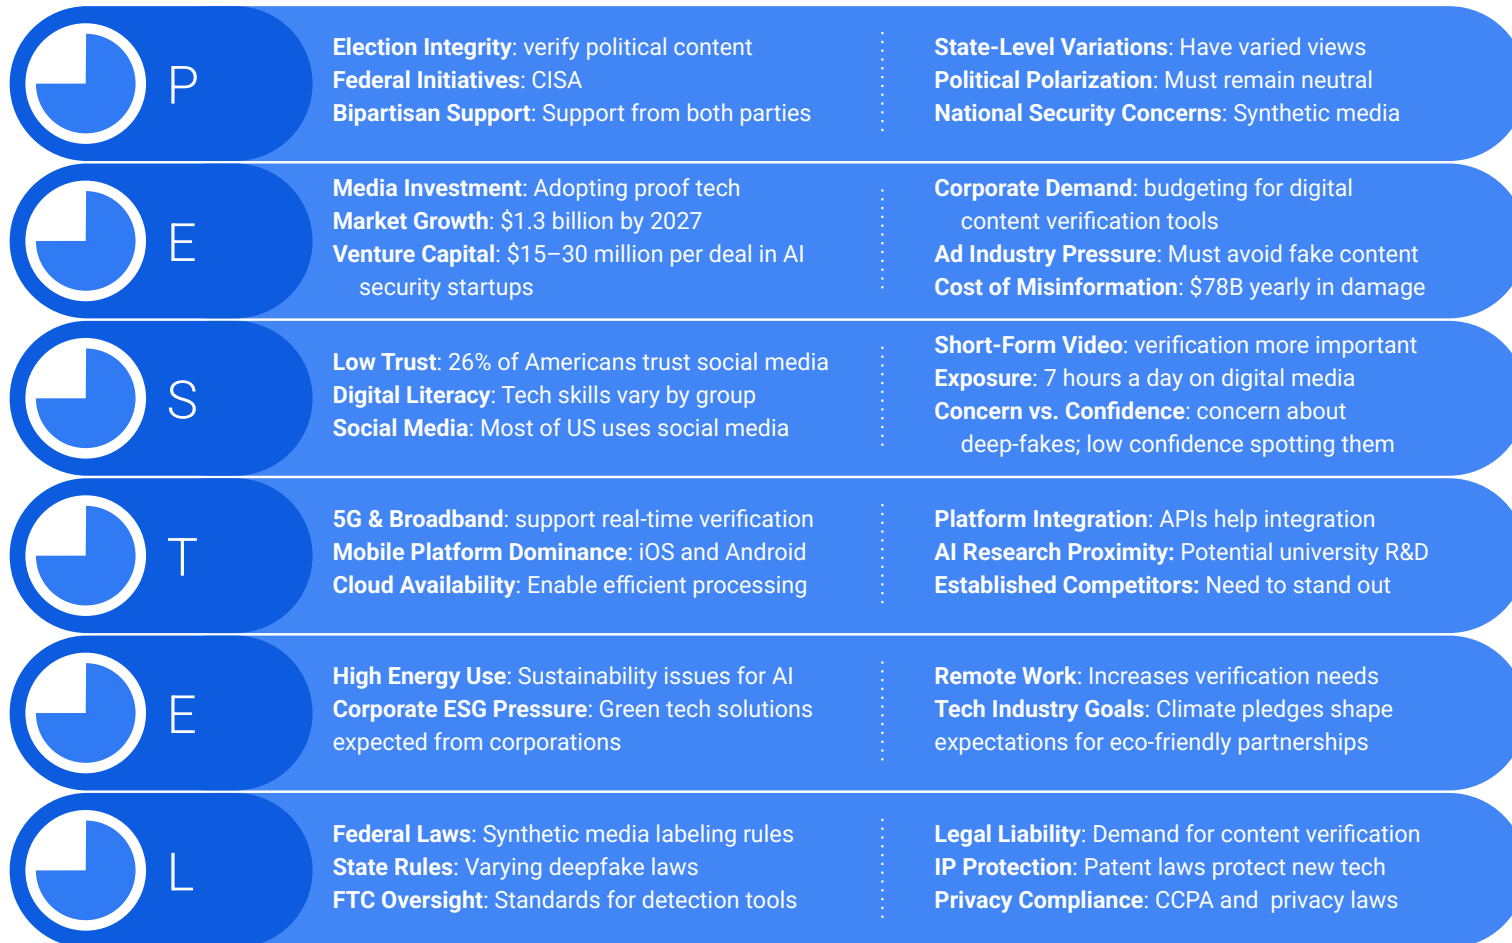 P
Election Integrity: verify political content
Federal Initiatives: CISA
Bipartisan Support: Support from both parties
State-Level Variations: Have varied views
Political Polarization: Must remain neutral
National Security Concerns: Synthetic media
E
Media Investment: Adopting proof tech
Market Growth: $1.3 billion by 2027
Venture Capital: $15–30 million per deal in AI
security startups
Corporate Demand: budgeting for digital
content verification tools
Ad Industry Pressure: Must avoid fake content
Cost of Misinformation: $78B yearly in damage
S
Low Trust: 26% of Americans trust social media
Digital Literacy: Tech skills vary by group
Social Media: Most of US uses social media
Short-Form Video: verification more important
Exposure: 7 hours a day on digital media
Concern vs. Confidence: concern about
deep-fakes; low confidence spotting them
T
5G & Broadband: support real-time verification
Mobile Platform Dominance: iOS and Android
Cloud Availability: Enable efficient processing
Platform Integration: APIs help integration
AI Research Proximity: Potential university R&D
Established Competitors: Need to stand out
E
High Energy Use: Sustainability issues for AI
Corporate ESG Pressure: Green tech solutions
expected from corporations
Remote Work: Increases verification needs
Tech Industry Goals: Climate pledges shape
expectations for eco-friendly partnerships
L
Federal Laws: Synthetic media labeling rules
State Rules: Varying deepfake laws
FTC Oversight: Standards for detection tools
Legal Liability: Demand for content verification
IP Protection: Patent laws protect new tech
Privacy Compliance: CCPA and  privacy laws